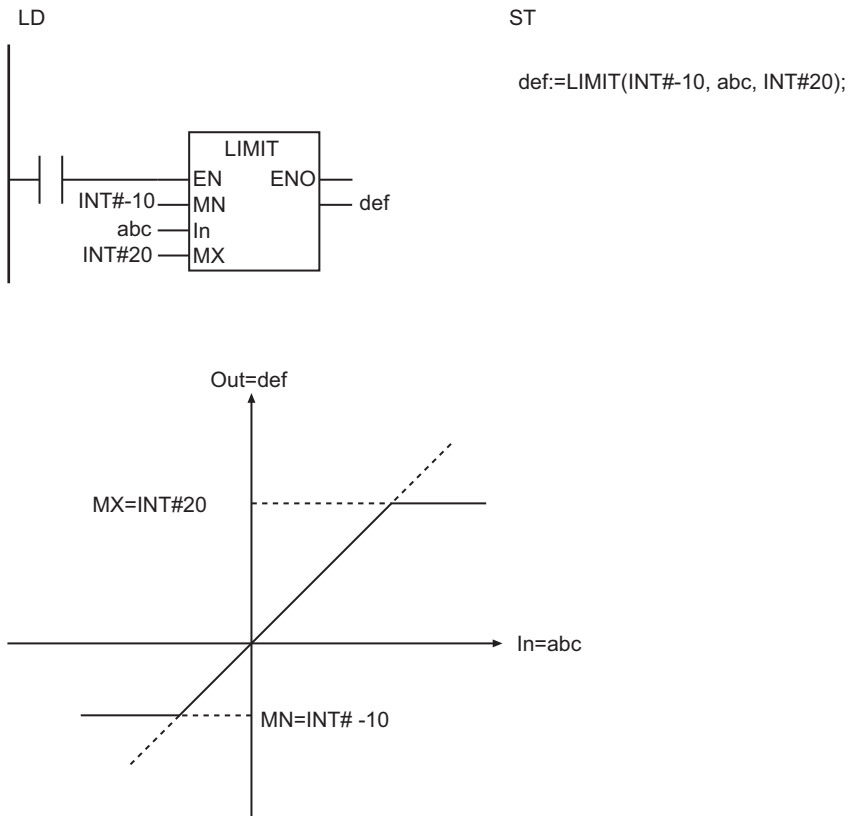 LD
ST
def:=LIMIT(INT#-10, abc, INT#20);
LIMIT
EN ENO
INT#-10 MN def
abc In
INT#20 MX
Out=def
MX=INT#20
In=abc
MN=INT# -10